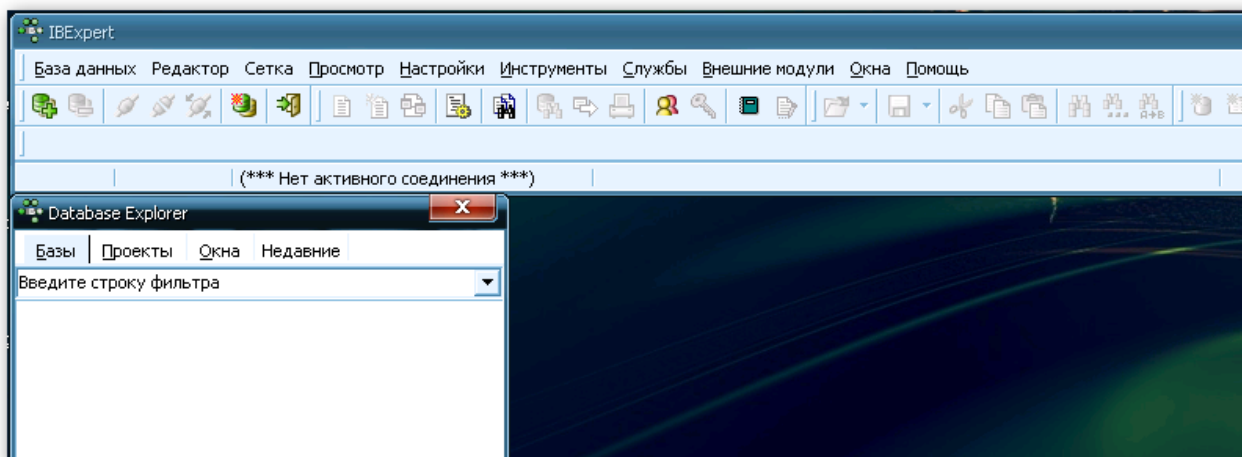 IBExpert
База данных Редактор Сетка Просмотр Настройки Инструменты Службы Внешние модули Окна Помощь
(*** Нет активного соединения ***)
Database Explorer
Базы Проекты Окна Недавние
Введите строку фильтра